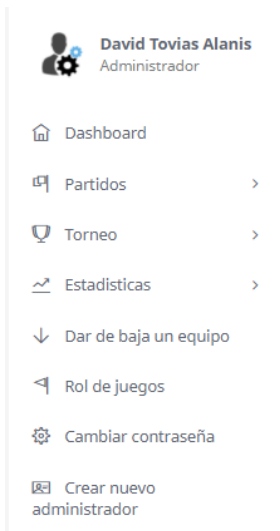 David Tovias Alanis
Administrador
Dashboard
Partidos
Torneo
Estadisticas
Dar de baja un equipo
Rol de juegos
Cambiar contraseña
Crear nuevo
administrador